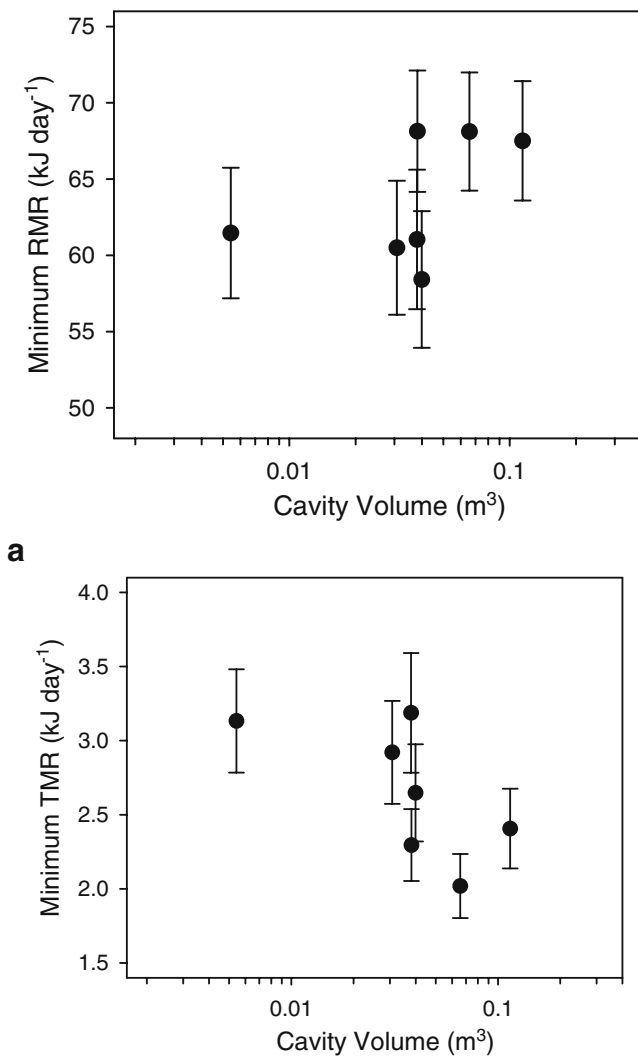 75
70
65
60
55
50
Minimum RMR (kJ day⁻¹)
0.01 0.1
Cavity Volume (m³)
a
4.0
3.5
3.0
2.5
2.0
1.5
Minimum TMR (kJ day⁻¹)
0.01 0.1
Cavity Volume (m³)